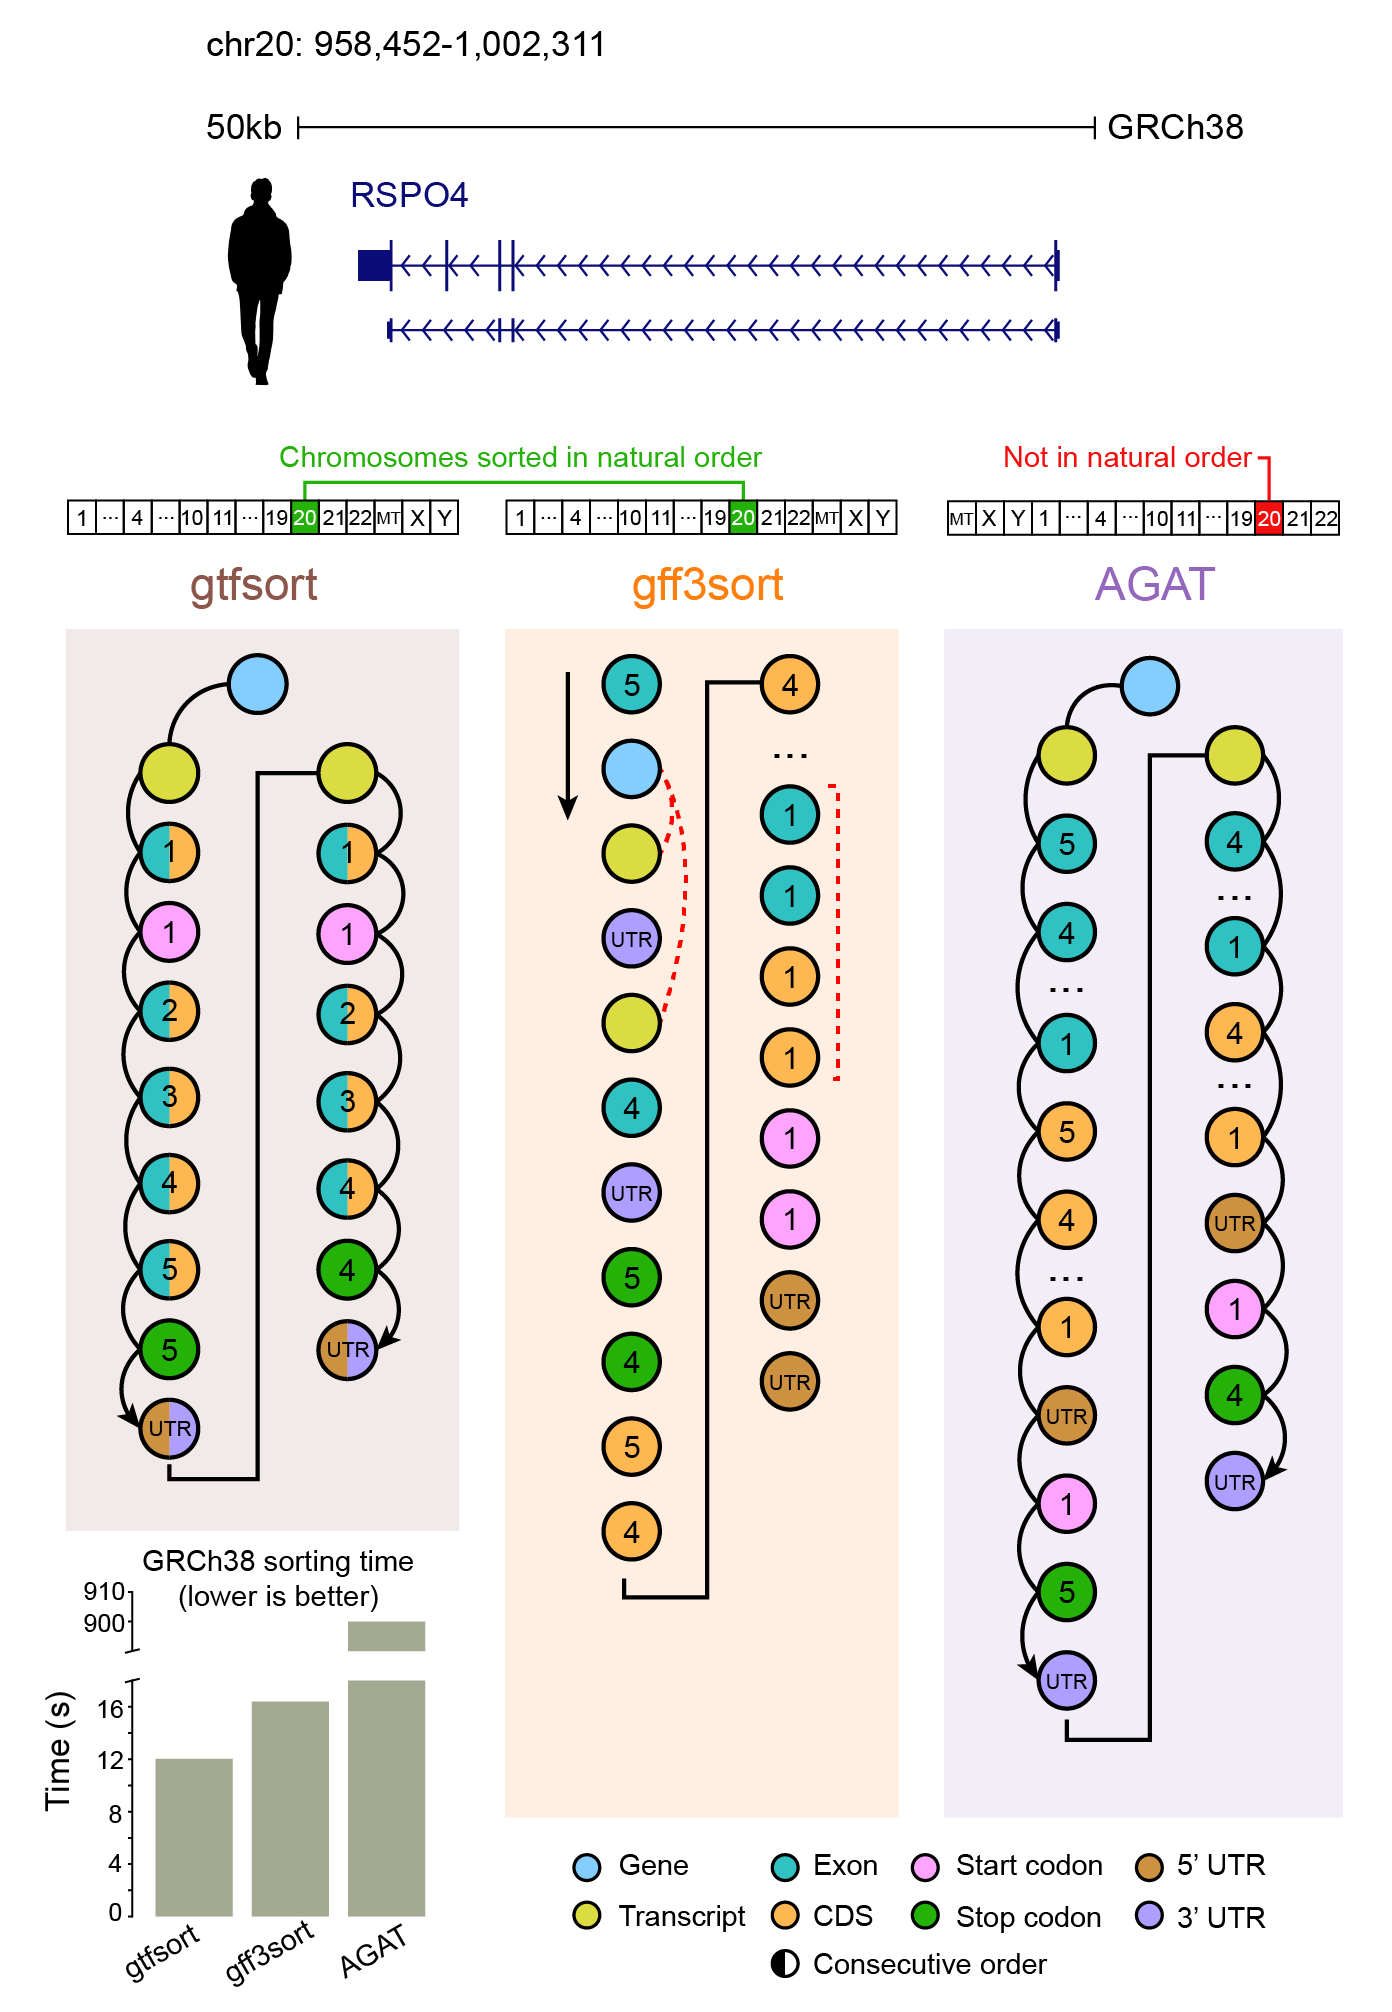 chr20: 958,452-1,002,311
50kb
GRCh38
RSPO4
Chromosomes sorted in natural order
Not in natural order
1 ... 4 ... 10 11 ... 19 20 21 22 MT X Y
1 ... 4 ... 10 11 ... 19 20 21 22 MT X Y
MT X Y 1 ... 4 ... 10 11 ... 19 20 21 22
gtfsort
1
1
2
3
4
5
5
UTR
1
1
2
3
4
4
UTR
gff3sort
5
UTR
4
UTR
5
4
5
4
4
...
1
1
1
1
1
1
UTR
UTR
AGAT
5
4
...
1
5
4
...
1
UTR
1
5
UTR
4
...
1
4
...
1
UTR
1
4
UTR
GRCh38 sorting time
(lower is better)
Time (s)
910
900
16
12
8
4
0
gtfsort
gff3sort
AGAT
Gene
Exon
Start codon
5’ UTR
Transcript
CDS
Stop codon
3’ UTR
Consecutive order